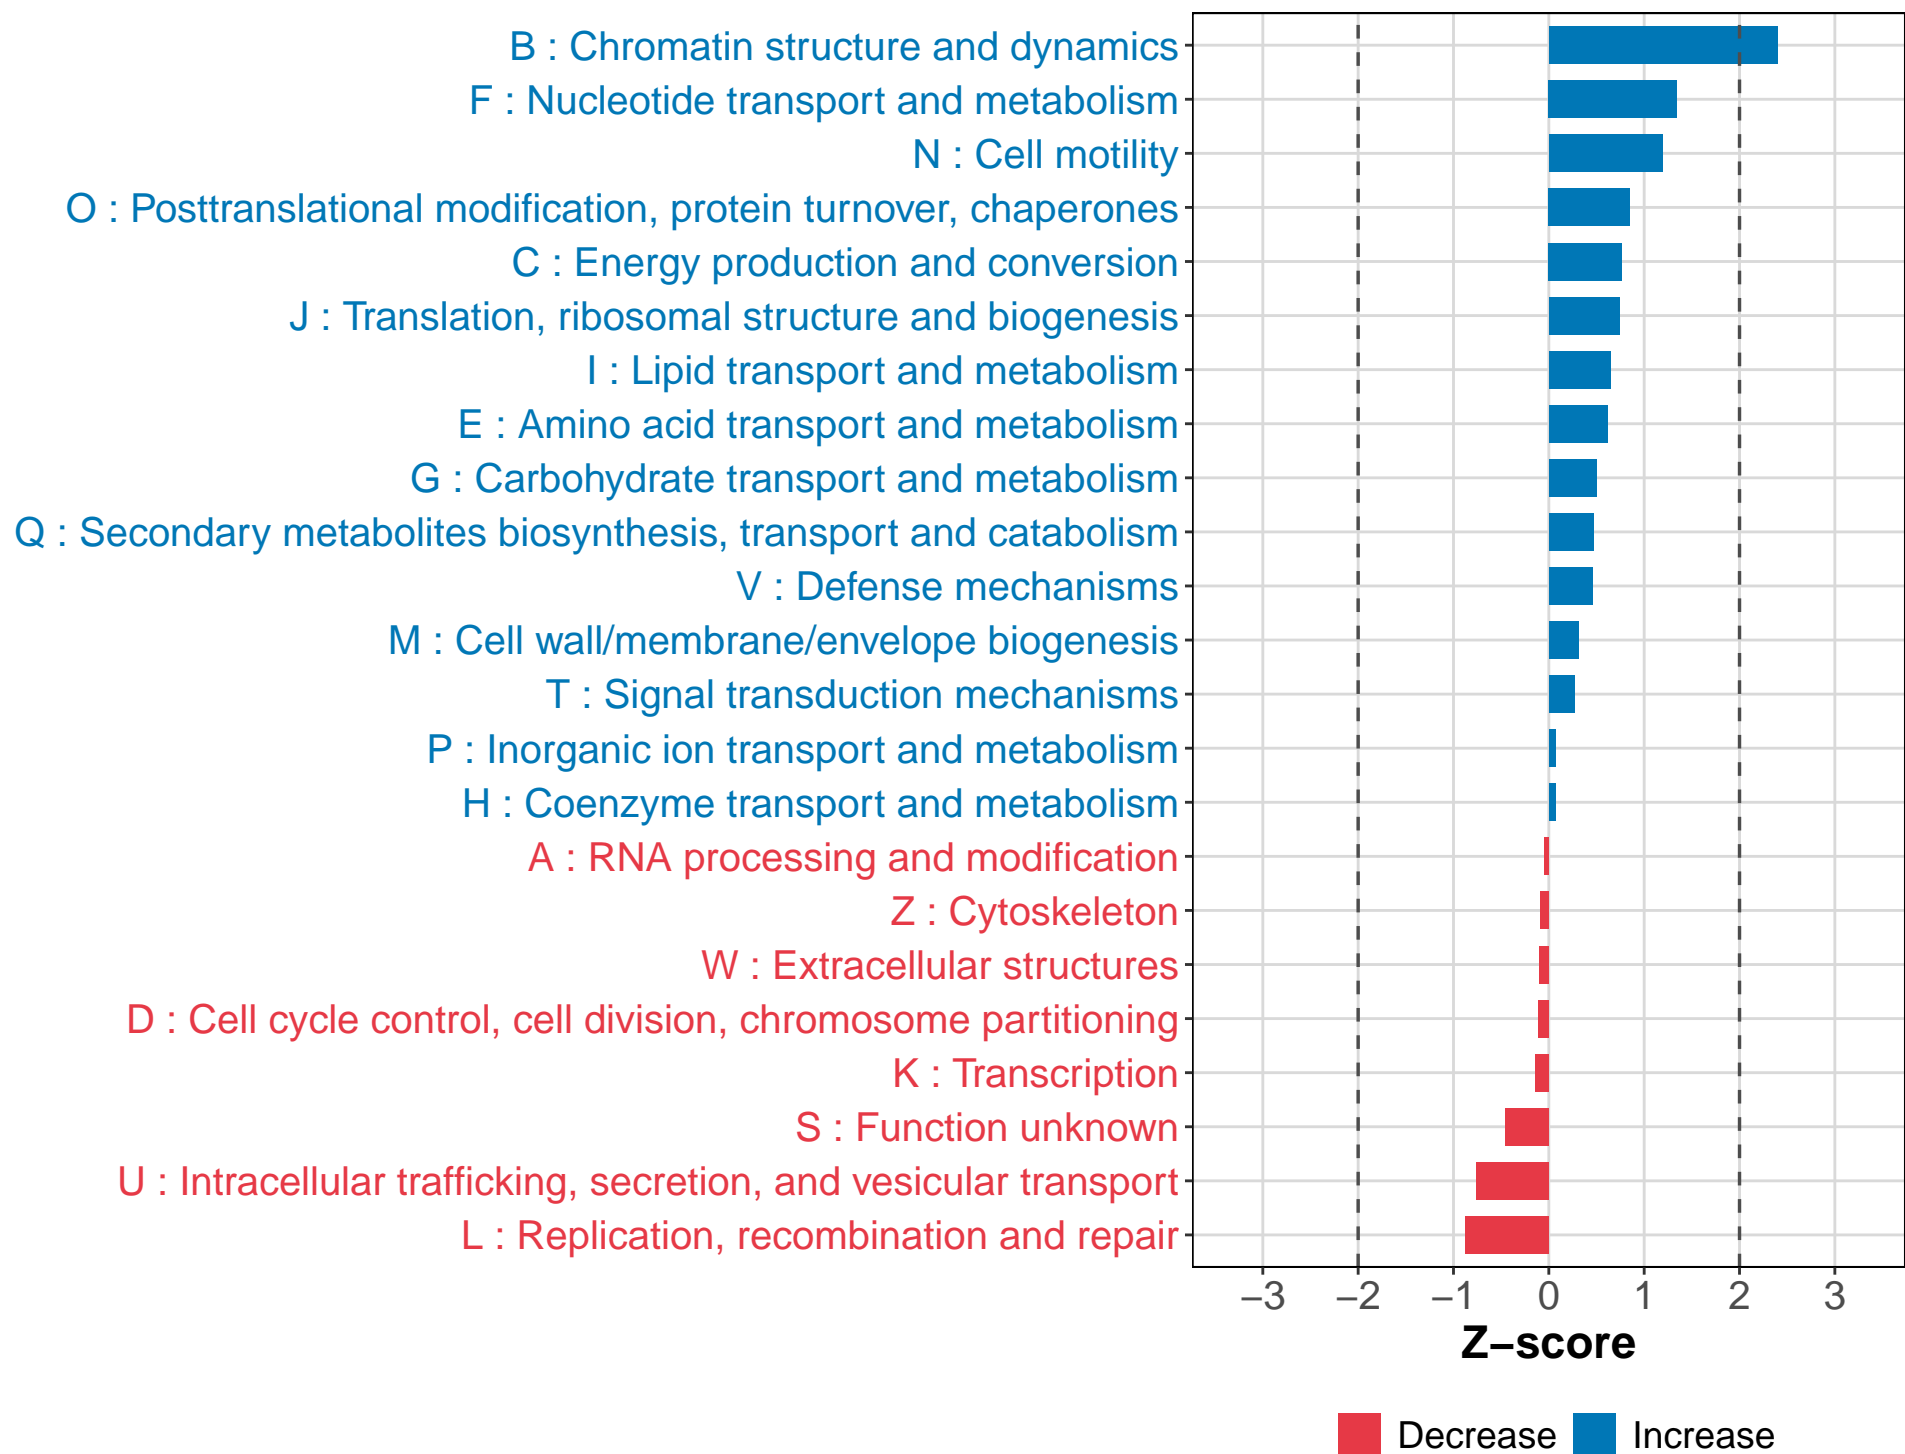 B : Chromatin structure and dynamics
F : Nucleotide transport and metabolism
N : Cell motility
O : Posttranslational modification, protein turnover, chaperones
C : Energy production and conversion
J : Translation, ribosomal structure and biogenesis
I : Lipid transport and metabolism
E : Amino acid transport and metabolism
G : Carbohydrate transport and metabolism
Q : Secondary metabolites biosynthesis, transport and catabolism
V : Defense mechanisms
M : Cell wall/membrane/envelope biogenesis
T : Signal transduction mechanisms
P : Inorganic ion transport and metabolism
H : Coenzyme transport and metabolism
A : RNA processing and modification
Z : Cytoskeleton
W : Extracellular structures
D : Cell cycle control, cell division, chromosome partitioning
K : Transcription
S : Function unknown
U : Intracellular trafficking, secretion, and vesicular transport
L : Replication, recombination and repair
−3 −2 −1 0 1 2 3
Z−score
Decrease Increase